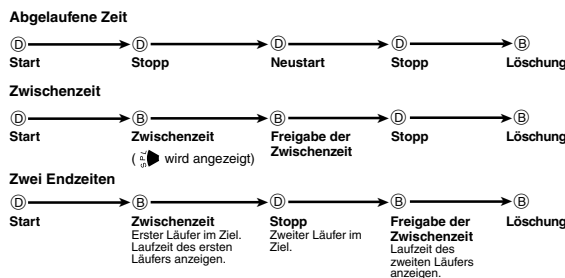 Abgelaufene Zeit
Ⓓ Ⓓ Ⓓ Ⓓ Ⓑ
Start Stopp Neustart Stopp Löschung
Zwischenzeit
Ⓓ Ⓑ Ⓑ Ⓓ Ⓑ
Start Zwischenzeit Freigabe der Stopp Löschung
Zwischenzeit
( SPL wird angezeigt)
Zwei Endzeiten
Ⓓ Ⓑ Ⓓ Ⓑ Ⓑ
Start Zwischenzeit Stopp Freigabe der Löschung
Zwischenzeit
Erster Läufer im Ziel. Zweiter Läufer im
Laufzeit des ersten Ziel. Laufzeit des
Läufers anzeigen. zweiten Läufers
anzeigen.